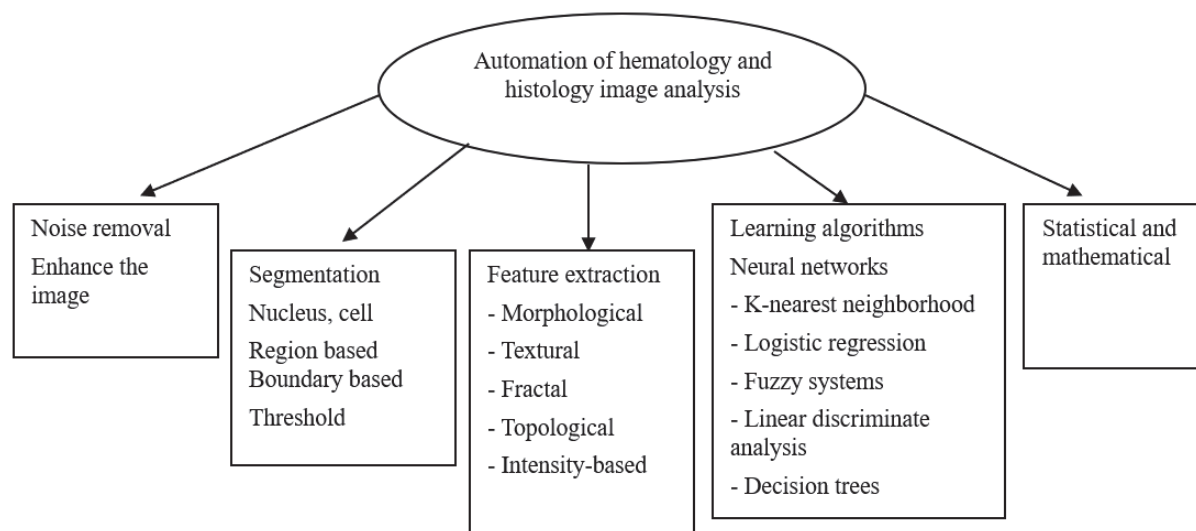 Automation of hematology and
histology image analysis
Noise removal
Enhance the
image
Segmentation
Nucleus, cell
Region based
Boundary based
Threshold
Feature extraction
- Morphological
- Textural
- Fractal
- Topological
- Intensity-based
Learning algorithms
Neural networks
- K-nearest neighborhood
- Logistic regression
- Fuzzy systems
- Linear discriminate
analysis
- Decision trees
Statistical and
mathematical